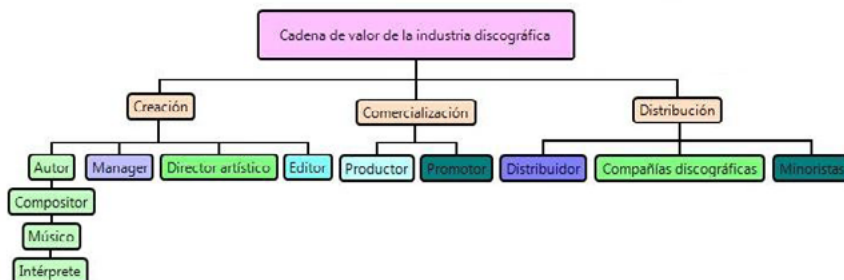 Cadena de valor de la industria discográfica
Creación
Comercialización
Distribución
Autor
Manager
Director artístico
Editor
Productor
Promotor
Distribuidor
Compañías discográficas
Minoristas
Compositor
Músico
Intérprete